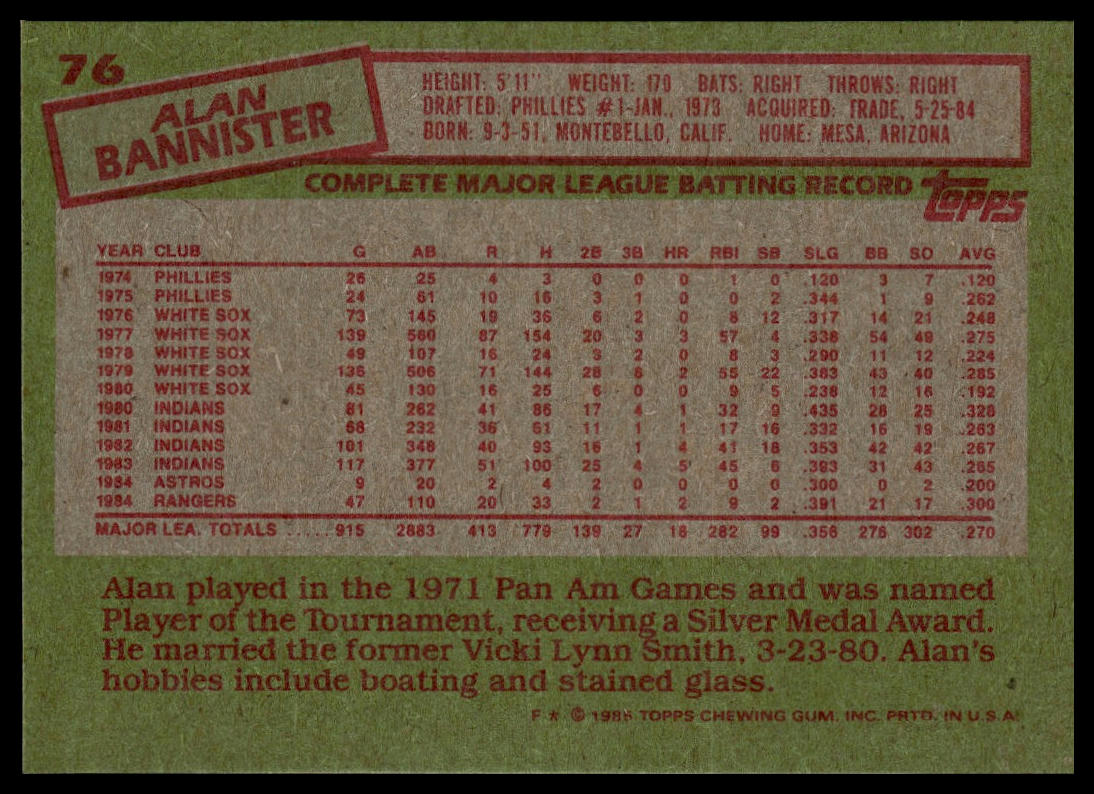 76
ALAN
BANNISTER
HEIGHT: 5'11" WEIGHT: 170 BATS: RIGHT THROWS: RIGHT
DRAFTED: PHILLIES #1-JAN., 1973 ACQUIRED: TRADE, 5-25-84
BORN: 9-3-51, MONTEBELLO, CALIF. HOME: MESA, ARIZONA
COMPLETE MAJOR LEAGUE BATTING RECORD topps
YEAR CLUB G AB R H 2B 3B HR RBI SB SLG BB SO AVG
1974 PHILLIES 26 25 4 3 0 0 0 1 0 .120 3 7 .120
1975 PHILLIES 24 61 10 16 3 1 0 0 2 .344 1 9 .262
1976 WHITE SOX 73 145 19 36 6 2 0 8 12 .317 14 21 .248
1977 WHITE SOX 139 560 87 154 20 3 3 57 4 .338 54 49 .275
1978 WHITE SOX 49 107 16 24 3 2 0 8 3 .290 11 12 .224
1979 WHITE SOX 136 506 71 144 28 6 2 55 22 .383 43 40 .285
1980 WHITE SOX 45 130 16 25 6 0 0 9 5 .238 12 16 .192
1980 INDIANS 81 262 41 86 17 4 1 32 9 .435 28 25 .328
1981 INDIANS 68 232 36 61 11 1 1 17 16 .332 16 19 .263
1982 INDIANS 101 348 40 93 16 1 4 41 18 .353 42 42 .267
1983 INDIANS 117 377 51 100 25 4 5 45 6 .393 31 43 .265
1984 ASTROS 9 20 2 4 2 0 0 0 0 .300 0 2 .200
1984 RANGERS 47 110 20 33 2 1 2 9 2 .391 21 17 .300
MAJOR LEA. TOTALS ..... 915 2883 413 779 139 27 18 282 99 .356 276 302 .270
Alan played in the 1971 Pan Am Games and was named
Player of the Tournament, receiving a Silver Medal Award.
He married the former Vicki Lynn Smith, 3-23-80. Alan's
hobbies include boating and stained glass.
F * © 1985 TOPPS CHEWING GUM, INC. PRTD. IN U.S.A.